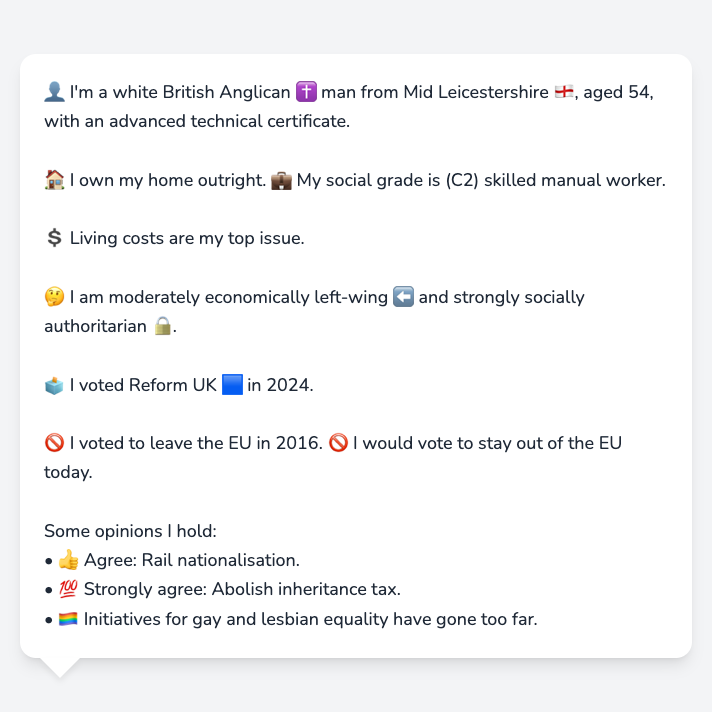 👤 I'm a white British Anglican ✝️ man from Mid Leicestershire 🏴󠁧󠁢󠁥󠁮󠁧󠁿, aged 54,
with an advanced technical certificate.
🏠 I own my home outright. 💼 My social grade is (C2) skilled manual worker.
💲 Living costs are my top issue.
🤔 I am moderately economically left-wing ⬅️ and strongly socially
authoritarian 🔒.
🗳️ I voted Reform UK 🟦 in 2024.
🚫 I voted to leave the EU in 2016. 🚫 I would vote to stay out of the EU
today.
Some opinions I hold:
• 👍 Agree: Rail nationalisation.
• 💯 Strongly agree: Abolish inheritance tax.
• 🏳️‍🌈 Initiatives for gay and lesbian equality have gone too far.